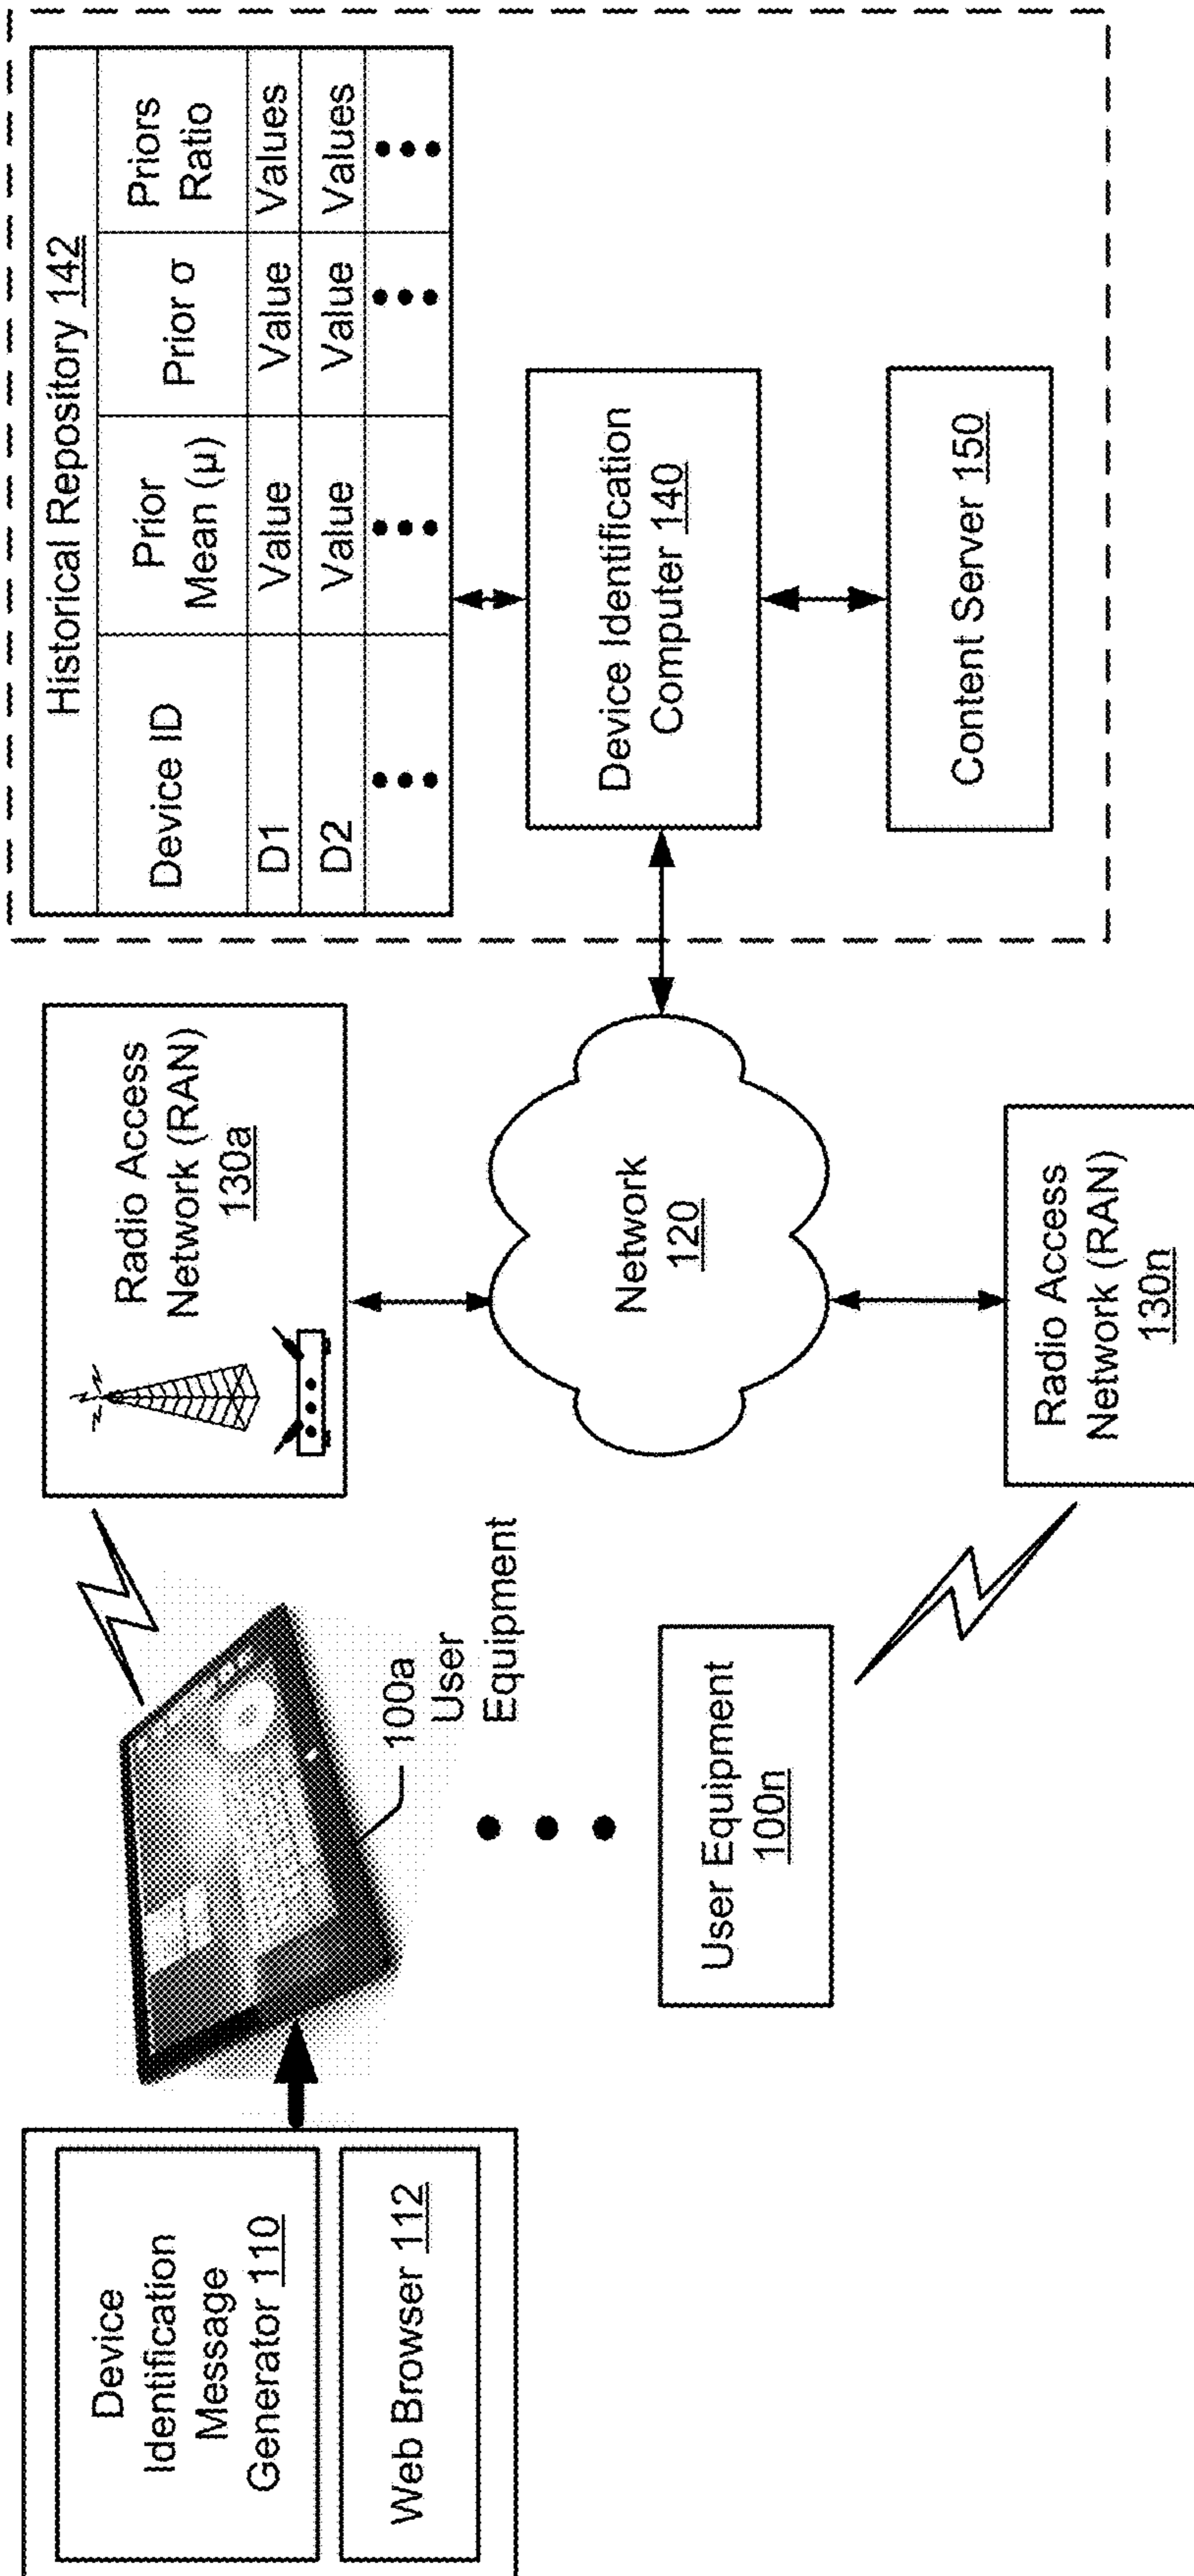 Device
Identification
Message
Generator 110
Web Browser 112
100a
User
Equipment
User Equipment
100n
Radio Access
Network (RAN)
130a
Network
120
Radio Access
Network (RAN)
130n
Historical Repository 142
Device ID
Prior
Mean (μ)
Prior σ
Priors
Ratio
D1
Value
Value
Values
D2
Value
Value
Values
Device Identification
Computer 140
Content Server 150